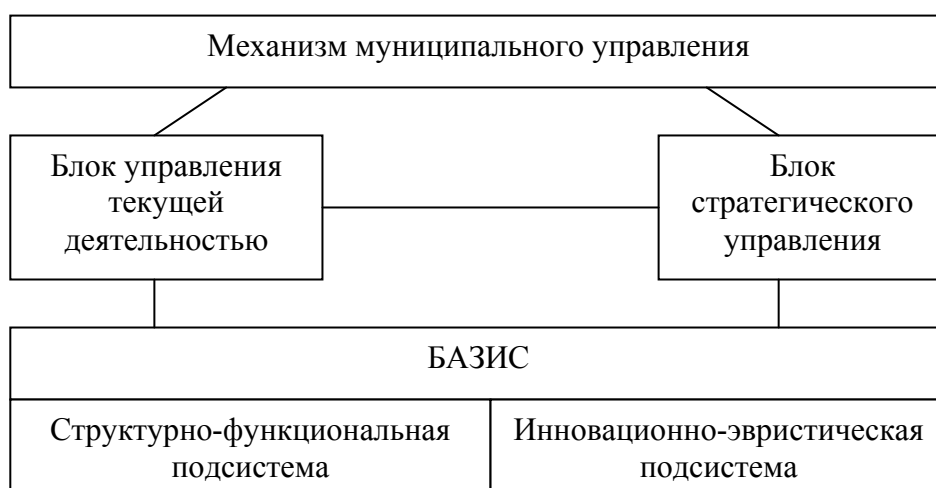 Механизм муниципального управления
Блок управления
текущей
деятельностью
Блок
стратегического
управления
БАЗИС
Структурно-функциональная
подсистема
Инновационно-эвристическая
подсистема